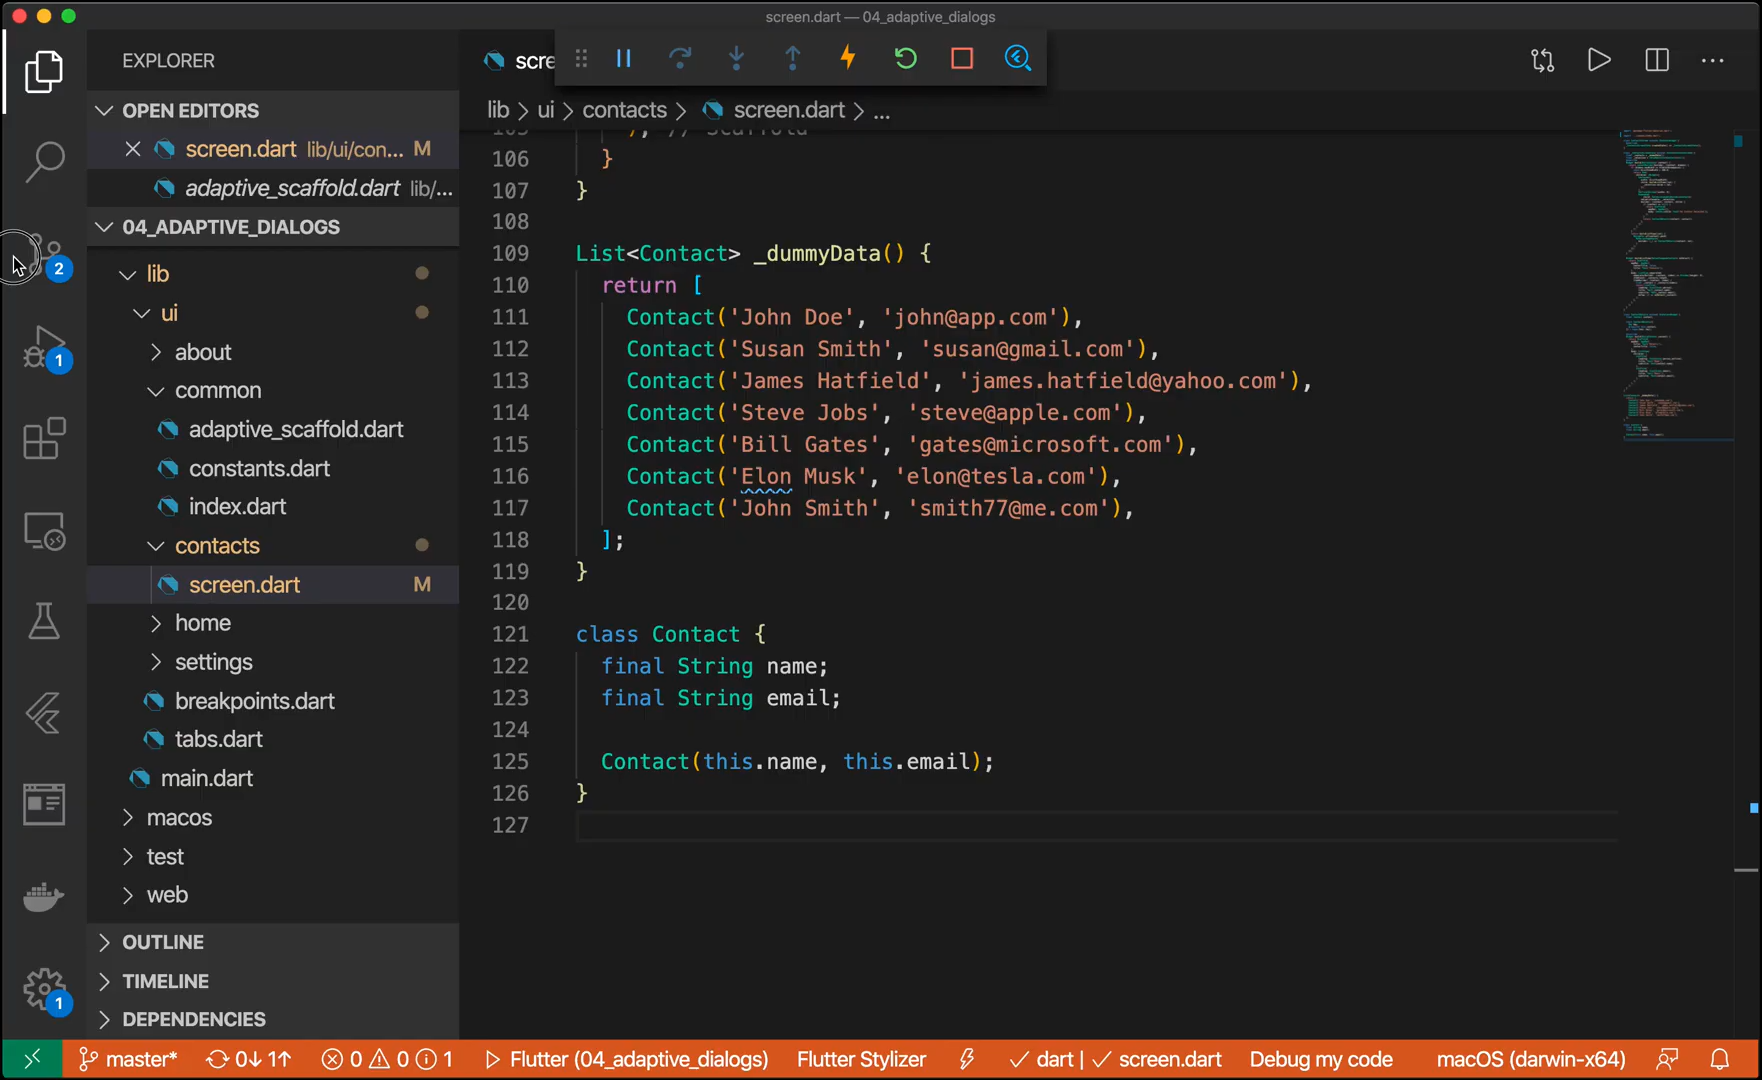 screen.dart — 04_adaptive_dialogs
EXPLORER
scre
OPEN EDITORS
screen.dart lib/ui/con... M
adaptive_scaffold.dart lib/...
04_ADAPTIVE_DIALOGS
lib
ui
about
common
adaptive_scaffold.dart
constants.dart
index.dart
contacts
screen.dart M
home
settings
breakpoints.dart
tabs.dart
main.dart
macos
test
web
OUTLINE
TIMELINE
DEPENDENCIES
2
1
1
lib > ui > contacts > screen.dart > ...
105 ), // Scaffold
106 }
107 }
108
109 List<Contact> _dummyData() {
110 return [
111 Contact('John Doe', 'john@app.com'),
112 Contact('Susan Smith', 'susan@gmail.com'),
113 Contact('James Hatfield', 'james.hatfield@yahoo.com'),
114 Contact('Steve Jobs', 'steve@apple.com'),
115 Contact('Bill Gates', 'gates@microsoft.com'),
116 Contact('Elon Musk', 'elon@tesla.com'),
117 Contact('John Smith', 'smith77@me.com'),
118 ];
119 }
120
121 class Contact {
122 final String name;
123 final String email;
124
125 Contact(this.name, this.email);
126 }
127
master* 0↓ 1↑ 0 0 1 Flutter (04_adaptive_dialogs) Flutter Stylizer ✓ dart | ✓ screen.dart Debug my code macOS (darwin-x64)